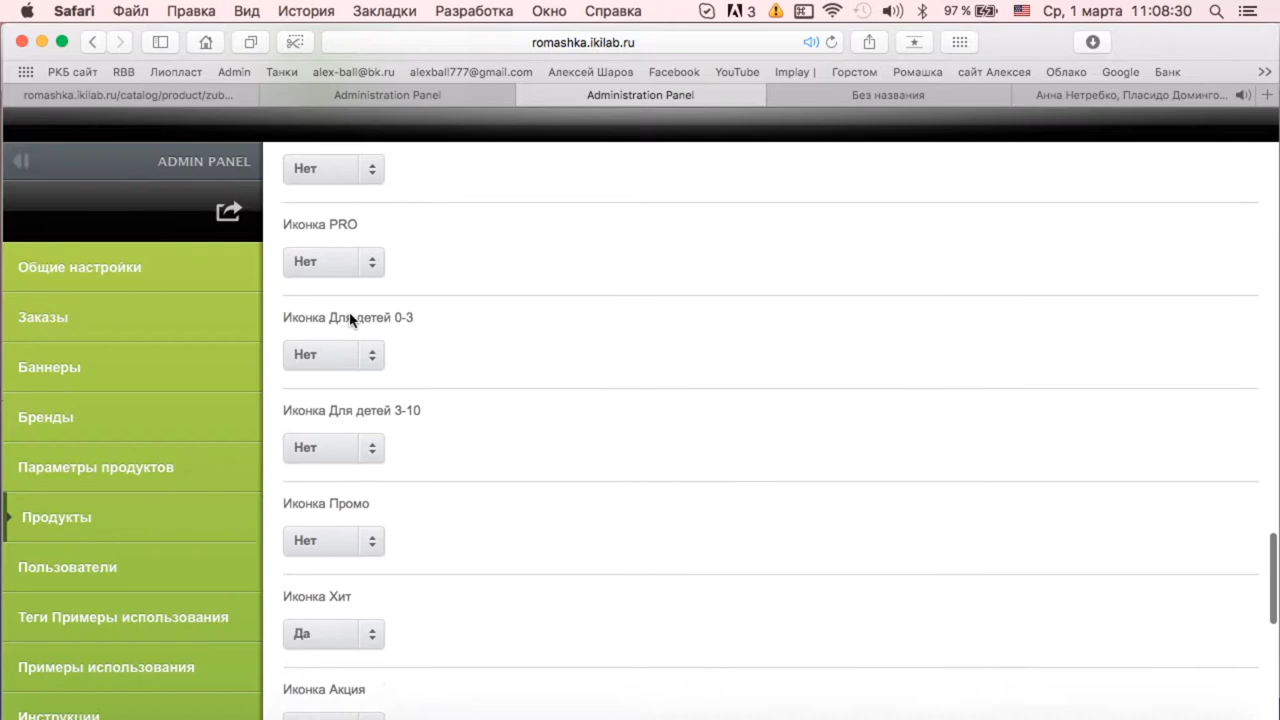 Safari Файл Правка Вид История Закладки Разработка Окно Справка 3 97 % Ср, 1 марта 11:08:30
romashka.ikilab.ru
РКБ сайт RBB Лиопласт Admin Танки alex-ball@bk.ru alexball777@gmail.com Алексей Шаров Facebook YouTube Implay | Горстом Ромашка сайт Алексея Облако Google Банк
romashka.ikilab.ru/catalog/product/zub... Administration Panel Administration Panel Без названия Анна Нетребко, Пласидо Доминго...
ADMIN PANEL
Общие настройки
Заказы
Баннеры
Бренды
Параметры продуктов
Продукты
Пользователи
Теги Примеры использования
Примеры использования
Инструкции
Нет
Иконка PRO
Нет
Иконка Для детей 0-3
Нет
Иконка Для детей 3-10
Нет
Иконка Промо
Нет
Иконка Хит
Да
Иконка Акция